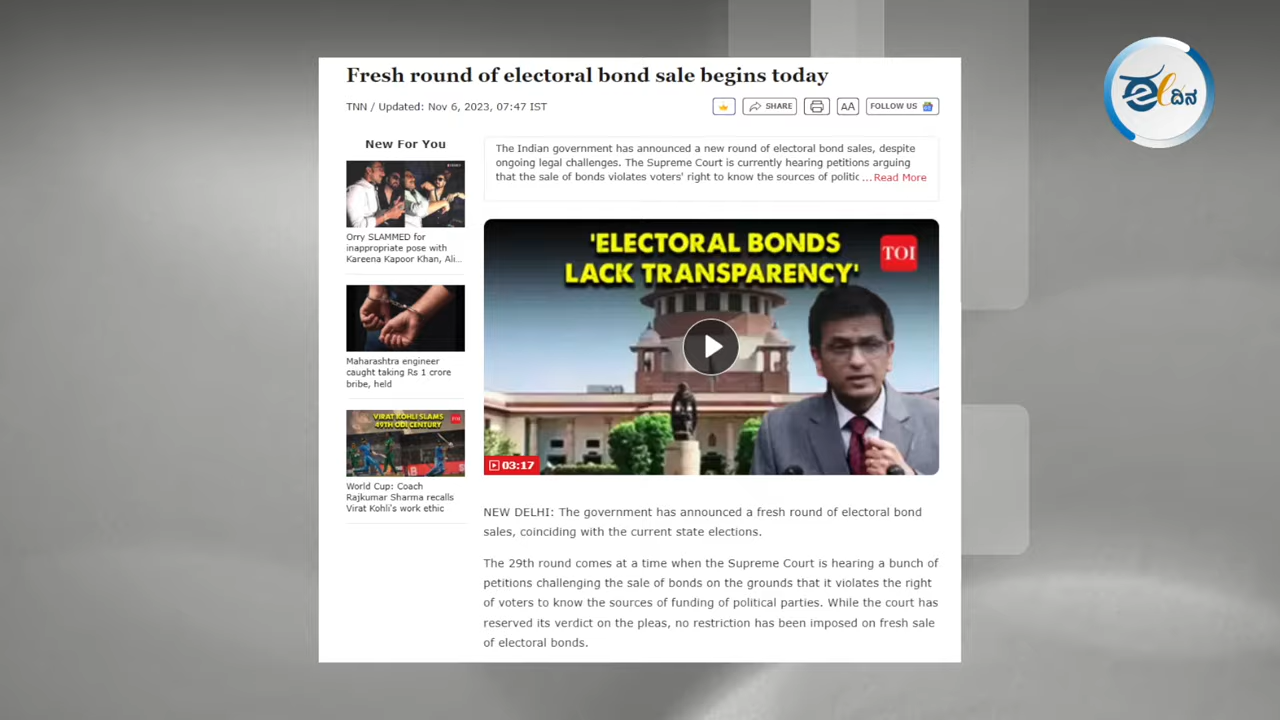 Fresh round of electoral bond sale begins today
TNN / Updated: Nov 6, 2023, 07:47 IST
SHARE
AA
FOLLOW US
eದಿನ
New For You
Orry SLAMMED for
inappropriate pose with
Kareena Kapoor Khan, Ali...
Maharashtra engineer
caught taking Rs 1 crore
bribe, held
VIRAT KOHLI SLAMS
49TH ODI CENTURY
TOI
World Cup: Coach
Rajkumar Sharma recalls
Virat Kohli's work ethic
The Indian government has announced a new round of electoral bond sales, despite
ongoing legal challenges. The Supreme Court is currently hearing petitions arguing
that the sale of bonds violates voters' right to know the sources of politic ... Read More
'ELECTORAL BONDS
LACK TRANSPARENCY'
TOI
03:17
NEW DELHI: The government has announced a fresh round of electoral bond
sales, coinciding with the current state elections.
The 29th round comes at a time when the Supreme Court is hearing a bunch of
petitions challenging the sale of bonds on the grounds that it violates the right
of voters to know the sources of funding of political parties. While the court has
reserved its verdict on the pleas, no restriction has been imposed on fresh sale
of electoral bonds.